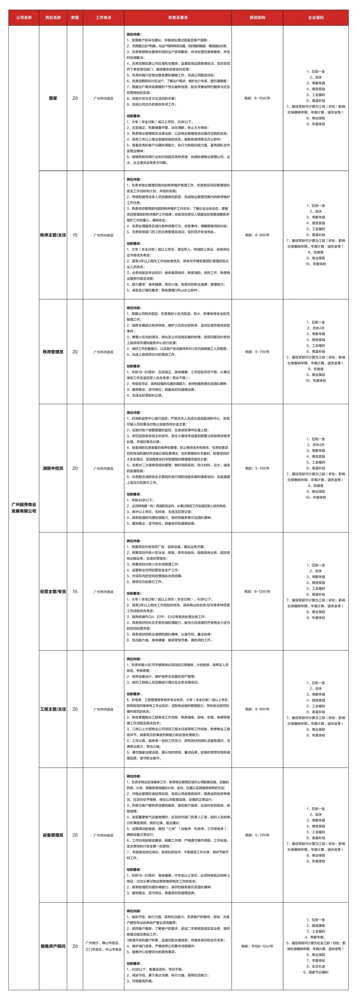 公司名称 岗位名称 数量 工作地点 职责及要求 薪资架构 企业福利
广州越秀物业
发展有限公司
管家
20
广州市内各区
岗位内容：
1、受理客户投诉与建议，并跟进处理过程直至客户满意；
2、负责建立业户档案，与业户保持有效沟通，及时提供服务，增进彼此关系；
3、负责常规物业服务阶段的业户咨询解答、诉求处理及报修服务，并及
时协调解决；
4、负责定期巡查公共区域和空置房，监督现场品质管理状况，及时发现
并下单至责任部门，跟进整改进度及时反馈；
5、负责所辖片区物业服务费的催缴工作，完成公司既定目标；
6、负责定期拜访片区业户，了解业户需求，维护业户关系，提升满意度；
7、根据业户需求或掌握的个性化服务信息，配合并推动特约服务与社区
经营指标的实现；
8、协助片区社区文化活动的开展；
9、完成公司交办的其他专项工作。
任职要求：
1、大专（非全日制）或以上学历，30岁以下。
2、五官端正、形象健康开朗，谈吐清晰、举止大方得体；
3、熟悉物业管理相关法律法规，以及物业管理各岗位操作流程的优先；
4、具有三年以上物业客服经验的优先，能熟练使用常见办公软件；
5、具备优秀的客户沟通协调能力，执行力和规划能力强，富有团队合作
及敬业精神；
6、能够熟练利用行业知识技能及各种资源，协调处理物业管理公司、业
主、业主委员会等多方问题。
税前：8-10W/年
1、五险一金
2、双休
3、带薪年假
4、绩效奖励
5、工会福利
6、高温补贴
7、服役军龄可计算为工龄（好处：影响
社保缴纳年限、年假计算、退休金等）
8、商业保险
9、年度体检
秩序主管/主任
15
广州市内各区
岗位内容：
1、负责本物业管理范围内的秩序维护管理工作，负责制定项目管理部的
安全工作目标和计划，并组织实施；
2、带领和督导全体人员依据岗位职责，完成物业管理范围内的秩序维护
工作任务；
3、熟悉项目管理部内部的秩序维护工作状况，了解社会治安动态，掌握
项目管理部的秩序维护工作规律，协助项目责任人根据实际需要调整秩序
维护工作的重心，确保安全；
4、负责处理服务区域内各种违章行为、突发事件，调解顾客间的纠纷；
5、负责安排部门员工的日常管理及培训，定时召开安全例会。
任职要求：
1、大专（非全日制）或以上学历，退伍军人、持消防上岗证、保安岗位
证书者优先考虑；
2、具有3年以上相关工作经验者优先，具有写字楼安管团队管理经验从
业人员优先；
3、业务技能及专业知识：身体素质良好、熟悉消防、安防工作，熟悉物
业服务内容及流程；
4、能力要求：身体健康，责任心强，有良好的职业道德、管理能力；
5、语言及计算机要求：熟练掌握Office办公软件。
税前：8-9W/年
1、五险一金
2、双休
3、带薪年假
4、绩效奖励
5、工会福利
6、高温补贴
7、服役军龄可计算为工龄（好处：影响
社保缴纳年限、年假计算、退休金等）
8、包食宿
9、商业保险
10、年度体检
秩序管理员
20
广州市内各区
岗位内容：
1、根据公司相关规定，负责做好小区内防盗、防火、防事故等安全防范
管理工作；
2、指挥车辆进出有序停放，维护小区的治安秩序，及时处理并报告突发
事件；
3、兼管小区内的清洁、绿化及公共设施设备的检查，发现问题及时告知
上级领导并通知服务中心进行处理；
4、做好工作形象展示，以及客户来访接待并对小区内装修施工人员管理；
5、完成上级领导交办的其他工作。
任职要求：
1、年龄18-40周岁，五官端正，身体健康，工作经验学历不限，从事过
保安工作及退伍军人优先考虑（男女不限）；
2、有保安员证、具有较强的沟通协调能力，良好的服务意识及团队精神；
3、爱岗敬业，坚守岗位，具备良好的道德品德；
4、无违法犯罪前科记录。
税前：5-7W/年
1、五险一金
2、月休4天
3、带薪年假
4、绩效奖励
5、工会福利
6、高温补贴
7、服役军龄可计算为工龄（好处：影响
社保缴纳年限、年假计算、退休金等）
8、包食宿
9、商业保险
10、年度体检
消防中控员
20
广州市内各区
岗位内容：
1、对消防监控中心进行监控，严禁无关人员进出或逗留消防中心，发现
可疑人员和事及时制止或报告班长或主管；
2、实施对各个报警装置的监控，应急突发事件处置上报；
3、密切监视各系统主机信号，发生火警信号或接到报警立即按原定程序
处理，并做好事态记录；
4、检查消防应急装备的保养和管理，防止物资丢失和损失，负责检查项
目所有消防器材并详细记录检查情况，及时更换和补充器材，检查项目防
火安全情况，发现隐患及时采取措做好整理整改报告主管；
5、负责对二次装修现场的管理，做好消防系统、防火材料、动火、油漆
的监督检查；
6、负责配合消防安全主管组织进行消防技能实操和演练培训；完成直属
上级交办的其它工作。
任职要求：
1、年龄40岁以下；
2、必须持有建（构）筑消防员证件，从事过保安工作及退伍军人优先考虑；
3、高中以上学历、无纹身、无违法犯罪记录；
4、具有较强的沟通协调能力，良好的服务意识及团队精神；
5、爱岗敬业，坚守岗位，具备良好的道德品德。
税前：5-7W/年
1、五险一金
2、月休4天
3、带薪年假
4、绩效奖励
5、工会福利
6、高温补贴
7、服役军龄可计算为工龄（好处：影响
社保缴纳年限、年假计算、退休金等）
8、包食宿
9、商业保险
10、年度体检
经营主管/专员
15
广州市内各区
岗位内容：
1、统筹项目内各项目广告、自助设备、基站业务开展；
2、统筹项目内各小区泳池、球场、停车场地块、临租场地业务、固定场
地出租业务，完成经营指标；
3、统筹项目内各小区车场管理工作；
4、监管物业空间经营安全生产工作；
5、对项目内的空间经营指标负责统筹；
6、领导交办的其它工作。
任职要求：
1、大专（非全日制）或以上学历（非全日制），40岁以下；
2、具有3年以上相关工作经验的优先，具有商业综合体/住宅等多种经营
工作经验优先考虑；
3、能熟练操作OA、ERP、EAS等系统处理业务工作；
4、具有良好的社区关系协调处理能力，能充分且适度的开发物业小区内
的空间经营资源；
5、具有良好的职业道德和团队精神，以身作则，廉洁自律；
6、抗压能力强，身体健康，能承受快节奏、满负荷的工作。
税前：8-12W/年
1、五险一金
2、双休
3、带薪年假
4、绩效奖励
5、工会福利
6、高温补贴
7、服役军龄可计算为工龄（好处：影响
社保缴纳年限、年假计算、退休金等）
8、商业保险
9、年度体检
工程主管/主任
20
广州市内各区
岗位内容：
1、负责所辖小区/写字楼等物业项目的日常维修、计划检修、保养及人员
排班、考核管理；
2、各种设备运行，维护保养及设备的资产管理；
3、组织工程部人员定期进行理论及业务实操培训。
任职要求：
1、机电类、工程管理类等相关专业优先，大专（非全日制）或以上学历，
具有较高的维修电工专业知识、变配电设施的管理能力，熟知安全规范和
操作规范的优先；
2、熟练掌握物业工程各项工作流程，熟悉强电、弱电、空调、电梯等管
理工作流程及相关技术；
3、三年以上大型物业公司项目工程主任或领班工作经验，熟悉物业工程
各环节，具备常见的事故判断能力和应急处理能力；
4、工作认真，能承受一定的工作压力，具有良好的团队及服务意识、沟
通表达能力，责任心强；
5、遵守国家法律法规，遵从党的领导，廉洁自律，较高的思想觉悟和道
德品质，坚守职业操守。
税前：8-9W/年
1、五险一金
2、双休
3、带薪年假
4、绩效奖励
5、工会福利
6、高温补贴
7、服役军龄可计算为工龄（好处：影响
社保缴纳年限、年假计算、退休金等）
8、商业保险
9、年度体检
设备管理员
20
广州市内各区
岗位内容：
1、负责本物业区域维修工作，熟悉物业管理区域内公用配套设施、设备的
种类、分布，掌握各类线路的分布、走向、位置以及其维修保养的方法；
2、对物业管理区域经常巡视，发现公用设施有损坏、隐患或其他异常情
况，应及时给予维修，保证公共配套设施、设备的正常运行；
3、积极为客户提供多项便民服务，接到客户报修，应及时赶到现场，排
除故障；
4、发现重要电气设备故障时，应及时向部门负责人汇报，组织人员抢修，
分析事故原因，做好记录，提出建议；
5、定期清洁配电房，做到“三净”（设备净、机房净、工作场地净），
确保设备正常运行；
6、工作时间按规定着装，佩戴工作牌，严格遵守操作规程、工作标准，
坚决贯彻执行安全第一的原则；
7、积极参加岗位培训，刻苦钻研技术，不断提高工作水准，做好节能节
材工作。
任职要求：
1、年龄18-45周岁，身体健康，中专及以上学历，必须持有低压特种上
岗证，过往从事过物业维修维保相关工作的优先；
2、具有较强的沟通协调能力，良好的服务意识及团队精神；
3、爱岗敬业，坚守岗位，具备良好的道德品德。
税前：5-7W/年
1、五险一金
2、双休
3、带薪年假
4、绩效奖励
5、工会福利
6、高温补贴
7、服役军龄可计算为工龄（好处：影响
社保缴纳年限、年假计算、退休金等）
8、商业保险
9、年度体检
租售资产顾问
20
广州南沙、佛山市各区、
江门市各区、中山市各区
岗位内容：
1、诚实守信，执行力强，具有抗压能力，负责客户的接待、咨询，为客
户提供专业的房地产置业咨询服务；
2、陪同客户看房，了解客户的需求，促成二手房租赁或买卖业务，做好
房屋交接及售后工作；
3房源开发和客户积累，迅速匹配合理信息，并维系良好的合作关系；
4、维护端口信息，严格按照公司要求流程操作；
5、租售中心经理交办的其他事项。
任职要求：
1、40岁以下，普通话流利，学历不限；
2、诚实守信，善于表达沟通，执行力强，具有抗压能力；
3、对销售有热情。
税前：平均8-10w/年
1、五险一金
2、提成激励
3、工会福利
4、带薪年假、
5、服役军龄可计算为社会工龄（好处：影
响社保缴纳年限、年假计算、退休金等）
6、商业保险
7、年度体检
8、生日礼金
9、国家节日福利